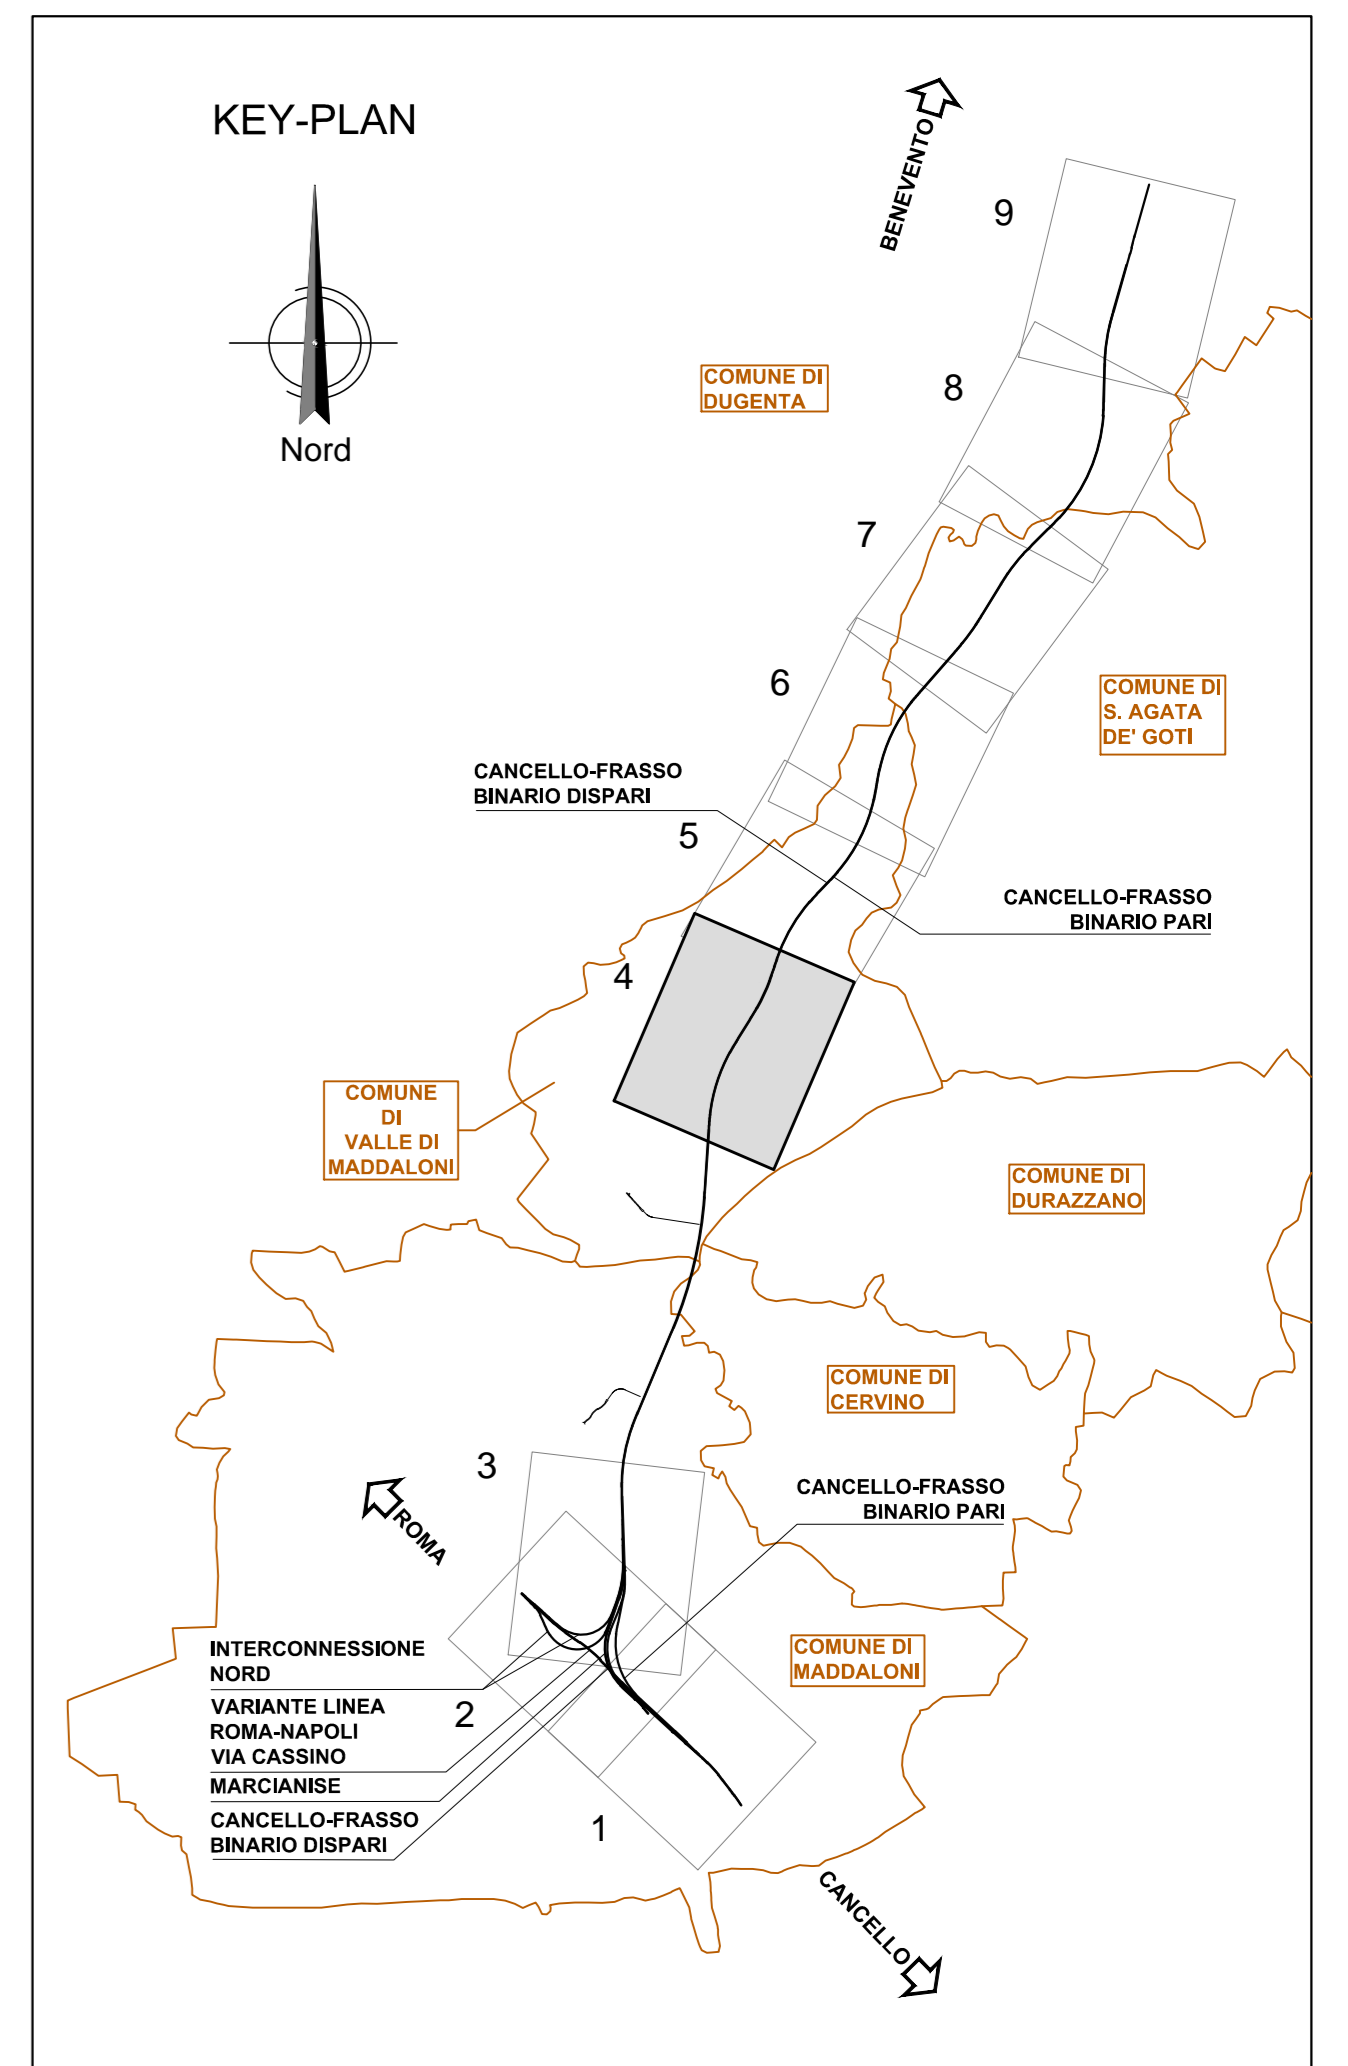 KEY-PLAN
Nord
BENEVENTO
9
COMUNE DI
DUGENTA
8
7
6
COMUNE DI
S. AGATA
DE' GOTI
CANCELLO-FRASSO
BINARIO DISPARI
5
CANCELLO-FRASSO
BINARIO PARI
4
COMUNE
DI
VALLE DI
MADDALONI
COMUNE DI
DURAZZANO
COMUNE DI
CERVINO
3
CANCELLO-FRASSO
BINARIO PARI
ROMA
INTERCONNESSIONE
NORD
COMUNE DI
MADDALONI
VARIANTE LINEA
ROMA-NAPOLI
VIA CASSINO
2
MARCIANISE
CANCELLO-FRASSO
BINARIO DISPARI
1
CANCELLO